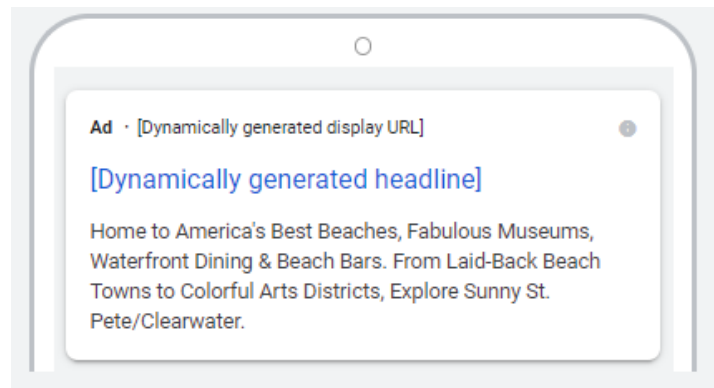 Ad · [Dynamically generated display URL]
[Dynamically generated headline]
Home to America's Best Beaches, Fabulous Museums,
Waterfront Dining & Beach Bars. From Laid-Back Beach
Towns to Colorful Arts Districts, Explore Sunny St.
Pete/Clearwater.